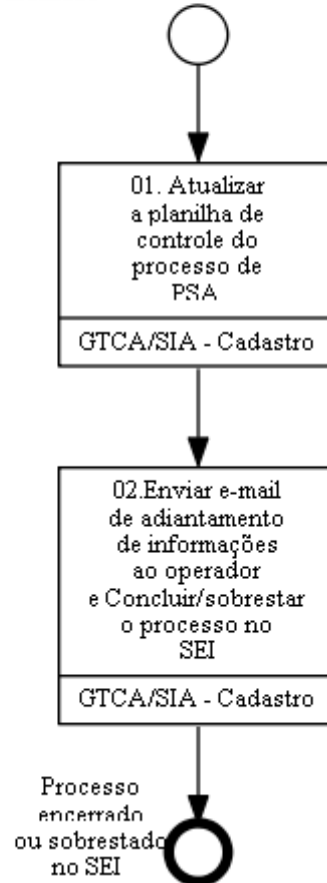 01. Atualizar
a planilha de
controle do
processo de
PSA
GTCA/SIA - Cadastro
02.Enviar e-mail
de adiantamento
de informações
ao operador
e Concluir/sobrestar
o processo no
SEI
GTCA/SIA - Cadastro
Processo
encerrado
ou sobrestado
no SEI